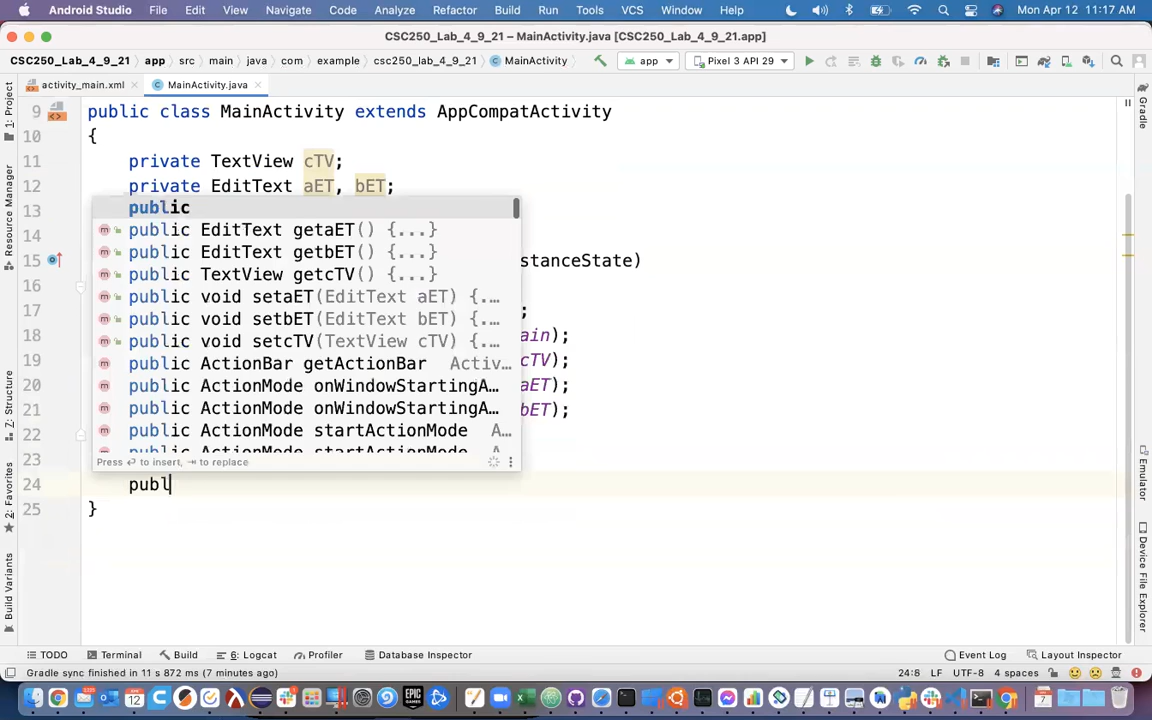 Android Studio File Edit View Navigate Code Analyze Refactor Build Run Tools VCS Window Help Mon Apr 12 11:17 AM
CSC250_Lab_4_9_21 – MainActivity.java [CSC250_Lab_4_9_21.app]
CSC250_Lab_4_9_21 app src main java com example csc250_lab_4_9_21 MainActivity app Pixel 3 API 29
activity_main.xml MainActivity.java
1: Project
Resource Manager
Z: Structure
2: Favorites
Build Variants
Gradle
Emulator
Device File Explorer
9 public class MainActivity extends AppCompatActivity
10 {
11 private TextView cTV;
12 private EditText aET, bET;
13
14
15 stanceState)
16
17 ;
18 ain);
19 cTV);
20 aET);
21 bET);
22
23
24 publ
25 }
public
public EditText getaET() {...}
public EditText getbET() {...}
public TextView getcTV() {...}
public void setaET(EditText aET) {.…
public void setbET(EditText bET) {.…
public void setcTV(TextView cTV) {.…
public ActionBar getActionBar Activ…
public ActionMode onWindowStartingA…
public ActionMode onWindowStartingA…
public ActionMode startActionMode A…
public ActionMode startActionMode A…
Press ↩ to insert, ⇥ to replace
TODO Terminal Build 6: Logcat Profiler Database Inspector Event Log Layout Inspector
Gradle sync finished in 11 s 872 ms (7 minutes ago) 24:8 LF UTF-8 4 spaces